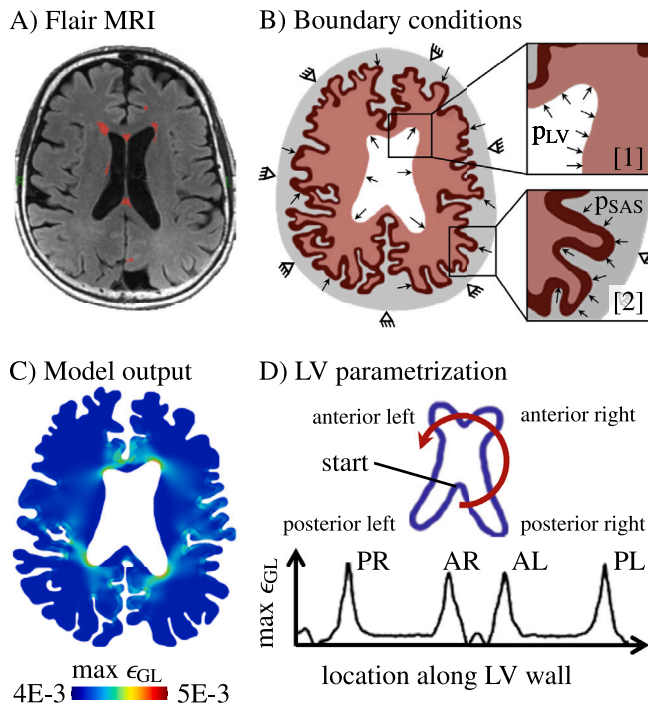 A) Flair MRI
B) Boundary conditions
pLV
[1]
pSAS
[2]
C) Model output
max ϵGL
4E-3 5E-3
D) LV parametrization
anterior left anterior right
start
posterior left posterior right
max ϵGL
PR AR AL PL
location along LV wall